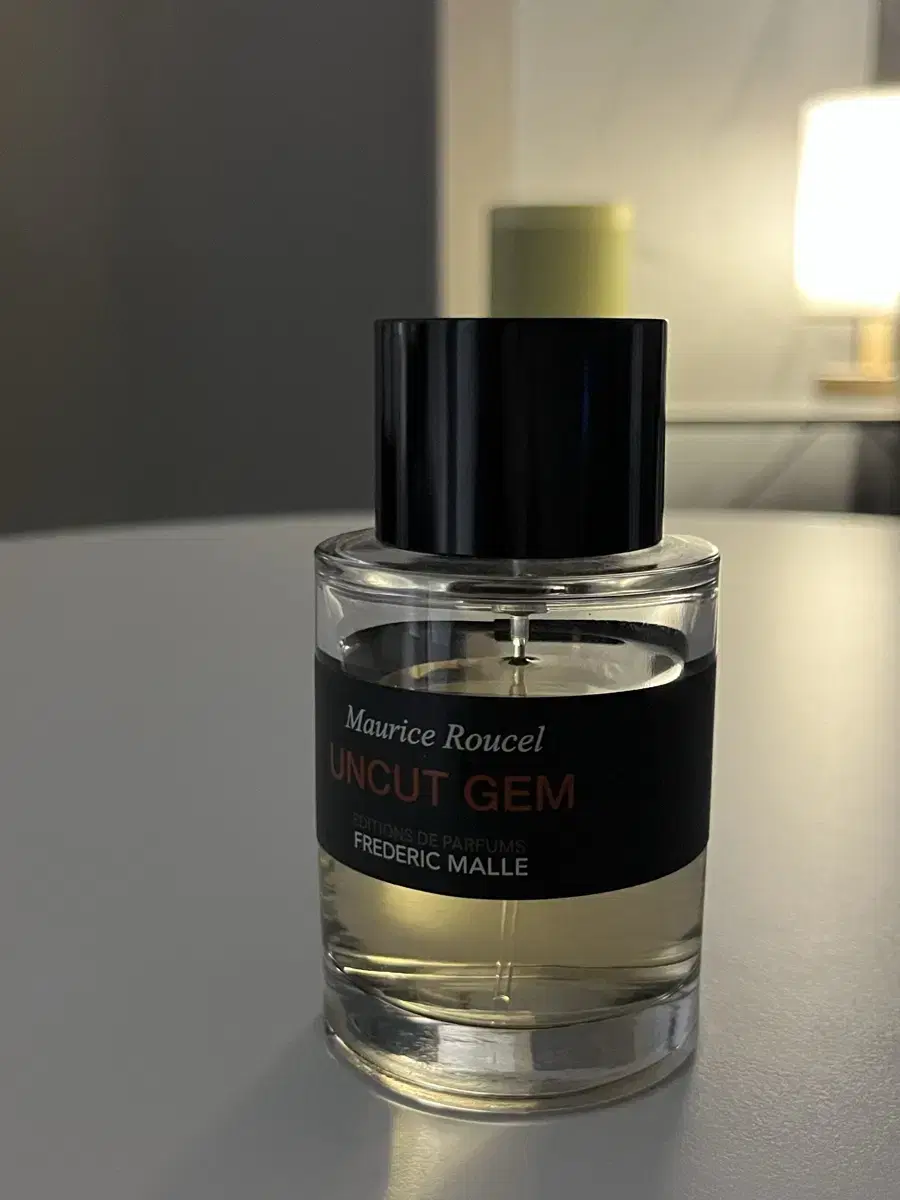 Maurice Roucel
UNCUT GEM
EDITIONS DE PARFUMS
FREDERIC MALLE